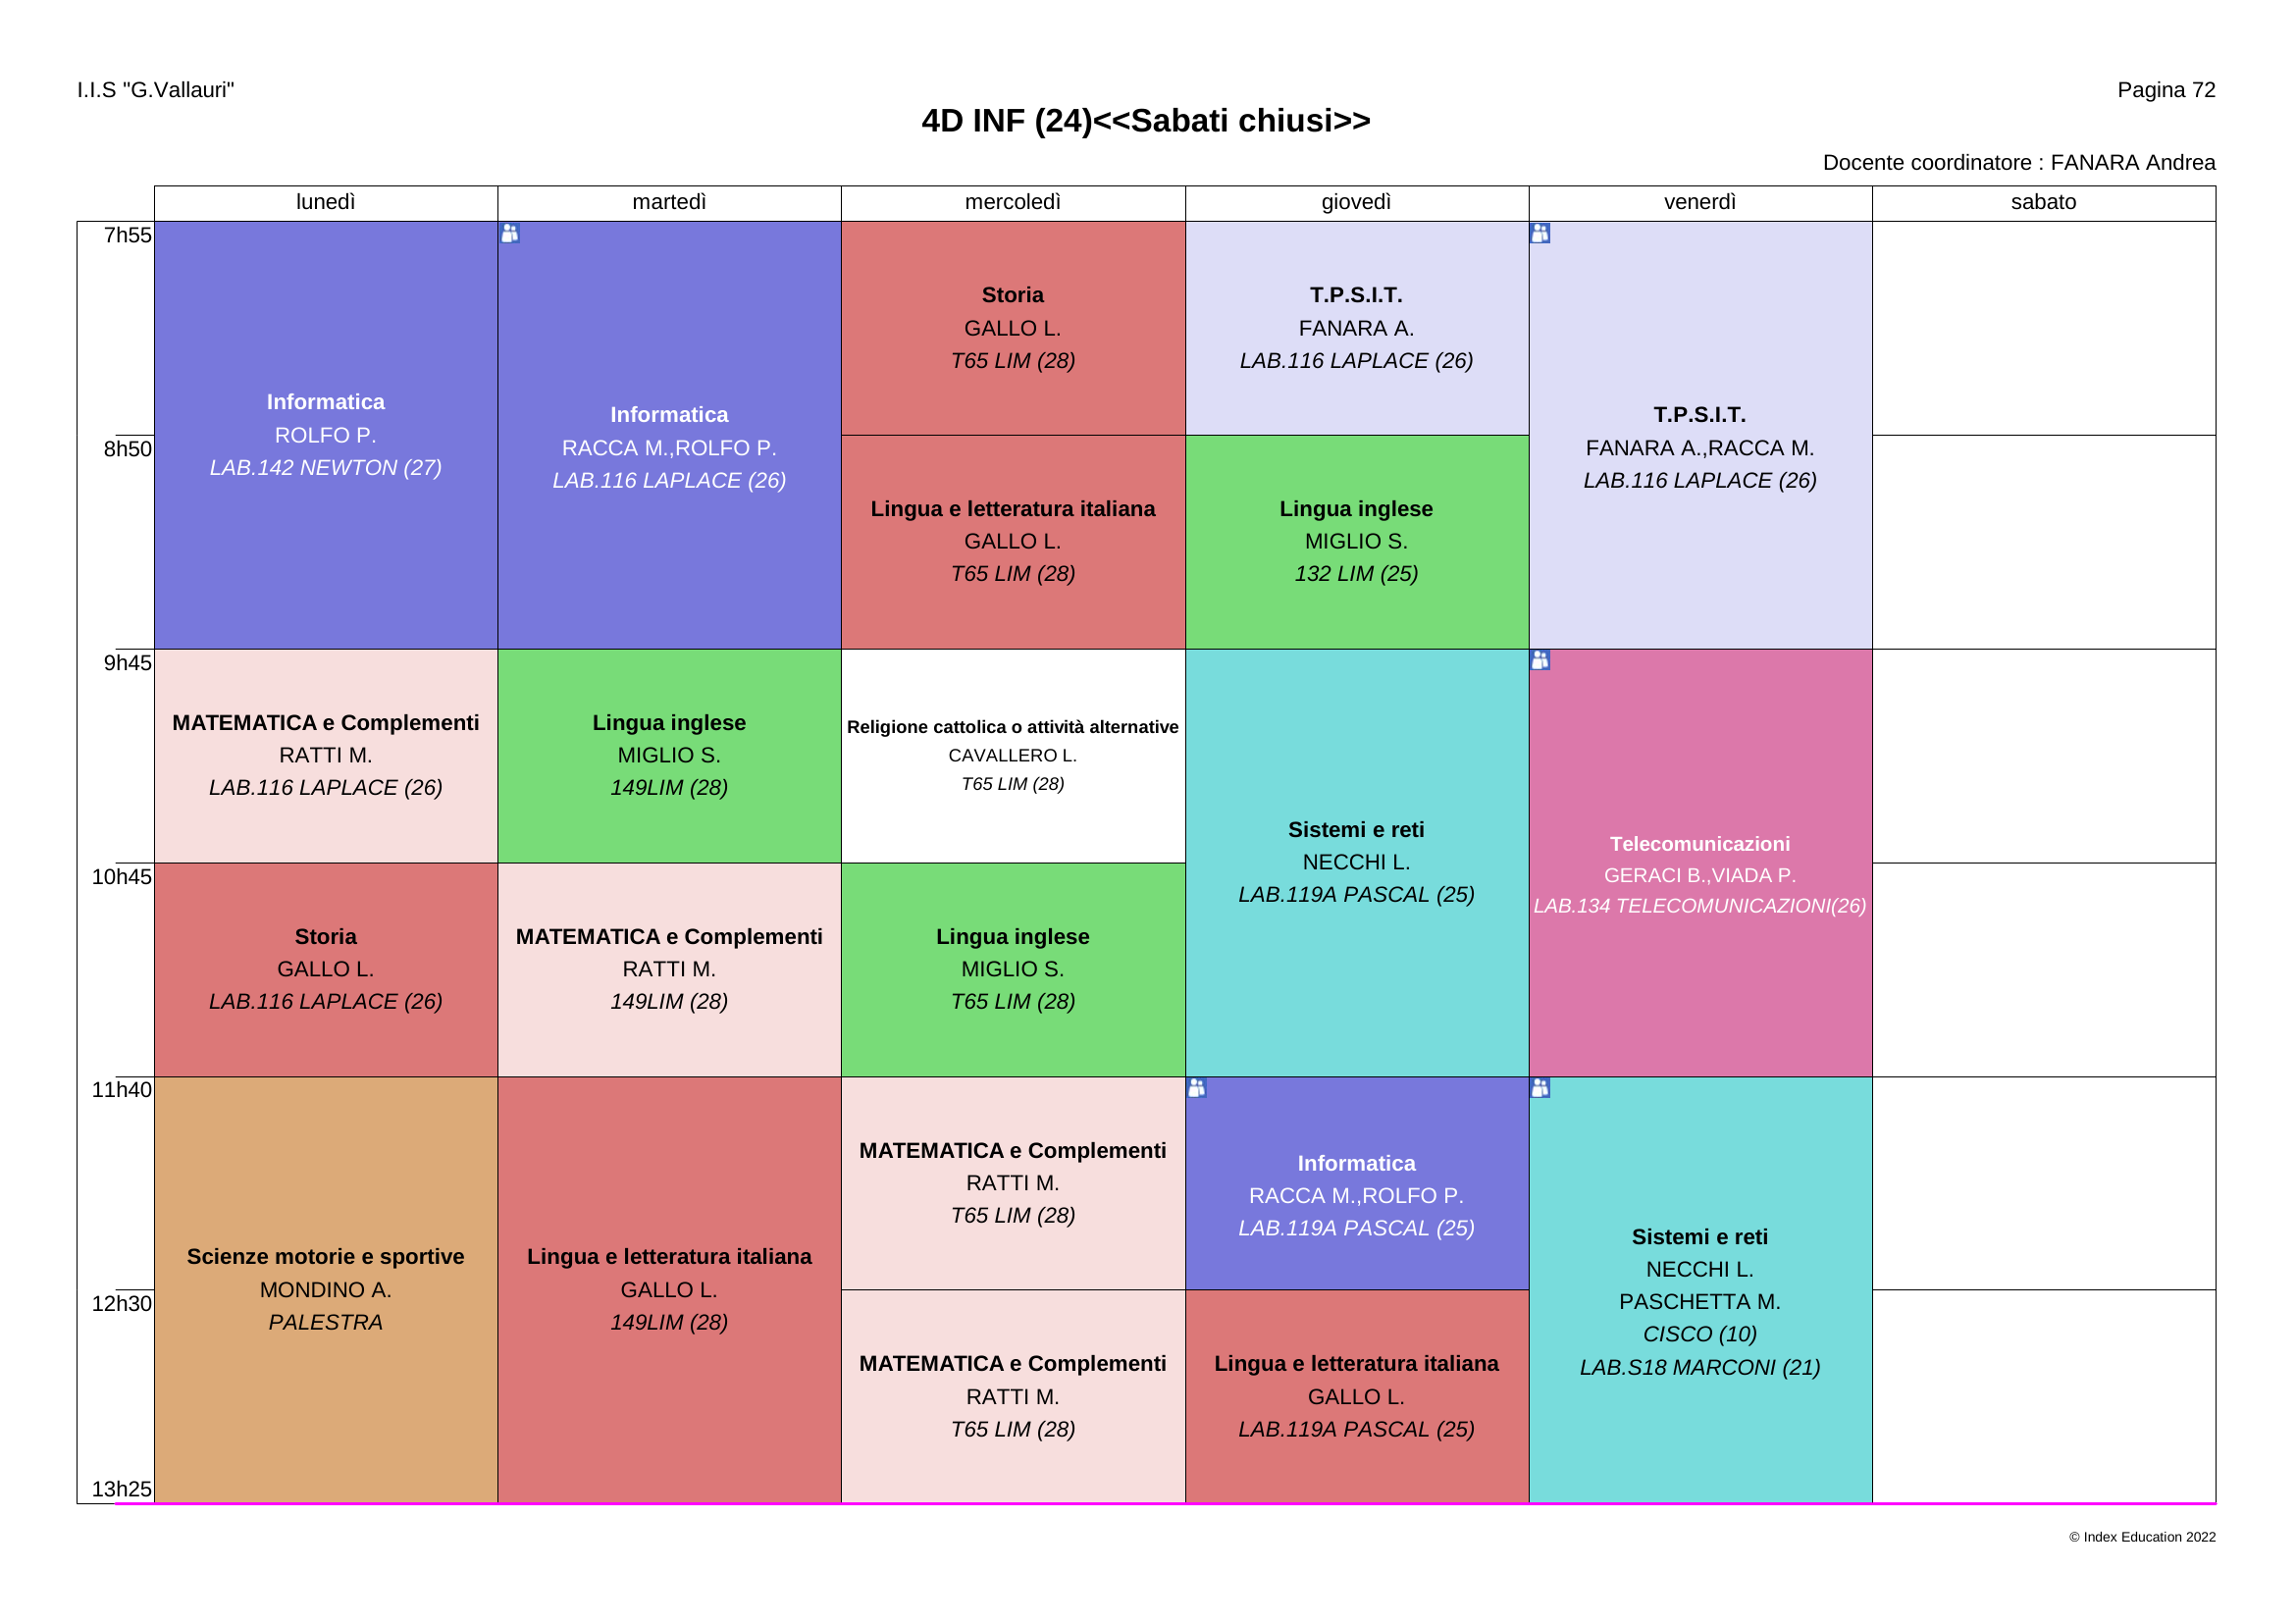 I.I.S "G.Vallauri"
Pagina 72
4D INF (24)<<Sabati chiusi>>
Docente coordinatore : FANARA Andrea
lunedì
martedì
mercoledì
giovedì
venerdì
sabato
7h55
8h50
9h45
10h45
11h40
12h30
13h25
Informatica
ROLFO P.
LAB.142 NEWTON (27)
MATEMATICA e Complementi
RATTI M.
LAB.116 LAPLACE (26)
Storia
GALLO L.
LAB.116 LAPLACE (26)
Scienze motorie e sportive
MONDINO A.
PALESTRA
Informatica
RACCA M.,ROLFO P.
LAB.116 LAPLACE (26)
Lingua inglese
MIGLIO S.
149LIM (28)
MATEMATICA e Complementi
RATTI M.
149LIM (28)
Lingua e letteratura italiana
GALLO L.
149LIM (28)
Storia
GALLO L.
T65 LIM (28)
Lingua e letteratura italiana
GALLO L.
T65 LIM (28)
Religione cattolica o attività alternative
CAVALLERO L.
T65 LIM (28)
Lingua inglese
MIGLIO S.
T65 LIM (28)
MATEMATICA e Complementi
RATTI M.
T65 LIM (28)
MATEMATICA e Complementi
RATTI M.
T65 LIM (28)
T.P.S.I.T.
FANARA A.
LAB.116 LAPLACE (26)
Lingua inglese
MIGLIO S.
132 LIM (25)
Sistemi e reti
NECCHI L.
LAB.119A PASCAL (25)
Informatica
RACCA M.,ROLFO P.
LAB.119A PASCAL (25)
Lingua e letteratura italiana
GALLO L.
LAB.119A PASCAL (25)
T.P.S.I.T.
FANARA A.,RACCA M.
LAB.116 LAPLACE (26)
Telecomunicazioni
GERACI B.,VIADA P.
LAB.134 TELECOMUNICAZIONI(26)
Sistemi e reti
NECCHI L.
PASCHETTA M.
CISCO (10)
LAB.S18 MARCONI (21)
© Index Education 2022